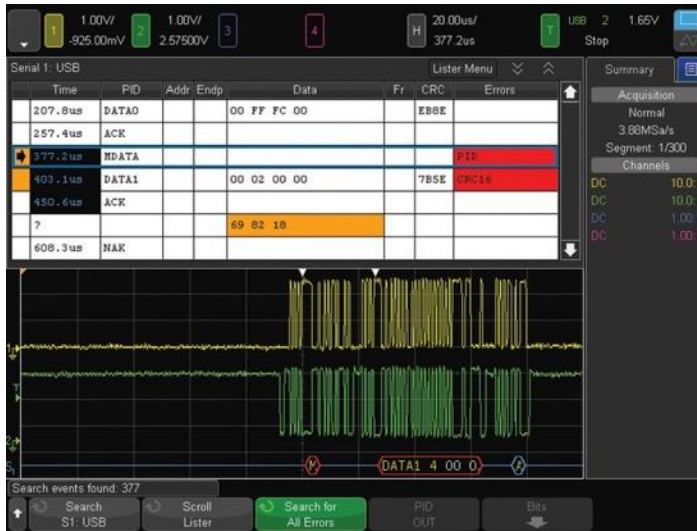 1 1.00V/ -925.00mV 2 1.00V/ 2.57500V 3 4 H 20.00us/ 377.2us T USB 2 1.65V Stop
Serial 1: USB Lister Menu
Time PID Addr Endp Data Fr CRC Errors
207.8us DATA0 00 FF FC 00 EB8E
257.4us ACK
377.2us MDATA PID
403.1us DATA1 00 02 00 00 7B5E CRC16
450.6us ACK
? 69 82 18
608.3us NAK
Summary
Acquisition
Normal
3.88MSa/s
Segment: 1/300
Channels
DC 10.0:
DC 10.0:
DC 1.00:
DC 1.00:
1
T
2
S1 M DATA1 4 00 0 A
Search events found: 377
Search S1: USB
Scroll Lister
Search for All Errors
PID OUT
Bits